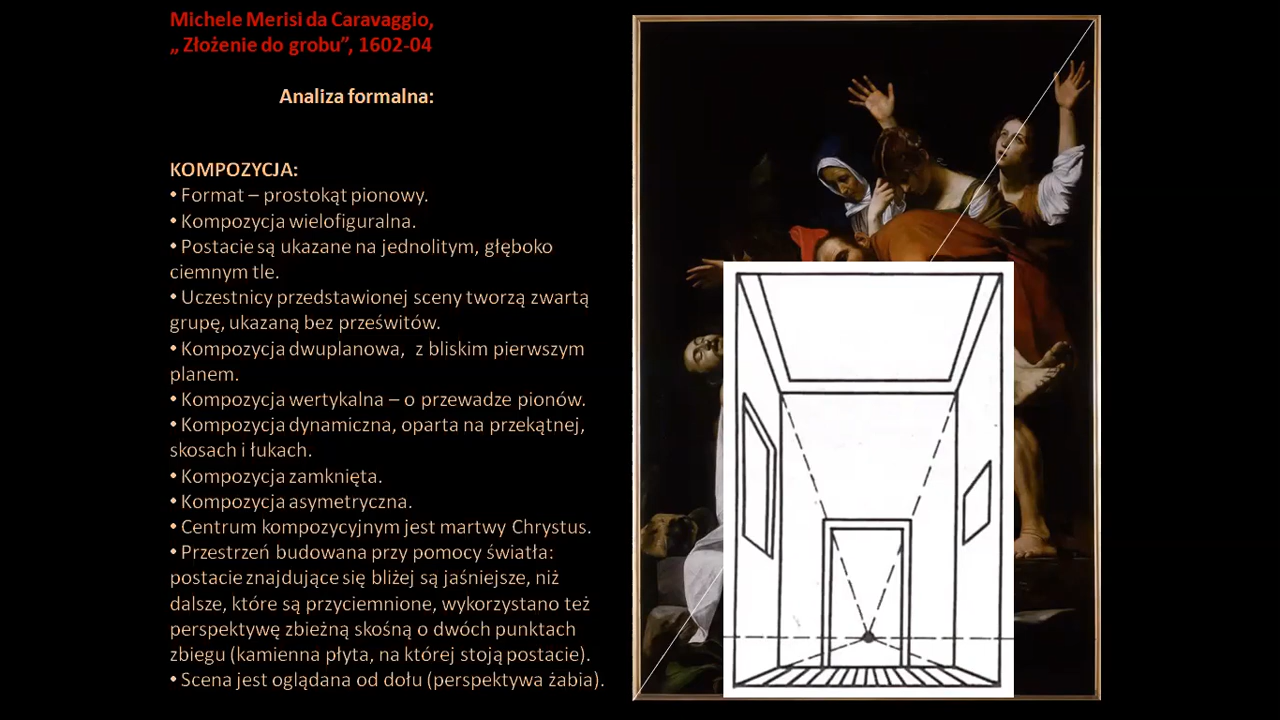 Michele Merisi da Caravaggio,
„ Złożenie do grobu”, 1602-04
Analiza formalna:
KOMPOZYCJA:
• Format – prostokąt pionowy.
• Kompozycja wielofiguralna.
• Postacie są ukazane na jednolitym, głęboko
ciemnym tle.
• Uczestnicy przedstawionej sceny tworzą zwartą
grupę, ukazaną bez prześwitów.
• Kompozycja dwuplanowa, z bliskim pierwszym
planem.
• Kompozycja wertykalna – o przewadze pionów.
• Kompozycja dynamiczna, oparta na przekątnej,
skosach i łukach.
• Kompozycja zamknięta.
• Kompozycja asymetryczna.
• Centrum kompozycyjnym jest martwy Chrystus.
• Przestrzeń budowana przy pomocy światła:
postacie znajdujące się bliżej są jaśniejsze, niż
dalsze, które są przyciemnione, wykorzystano też
perspektywę zbieżną skośną o dwóch punktach
zbiegu (kamienna płyta, na której stoją postacie).
• Scena jest oglądana od dołu (perspektywa żabia).